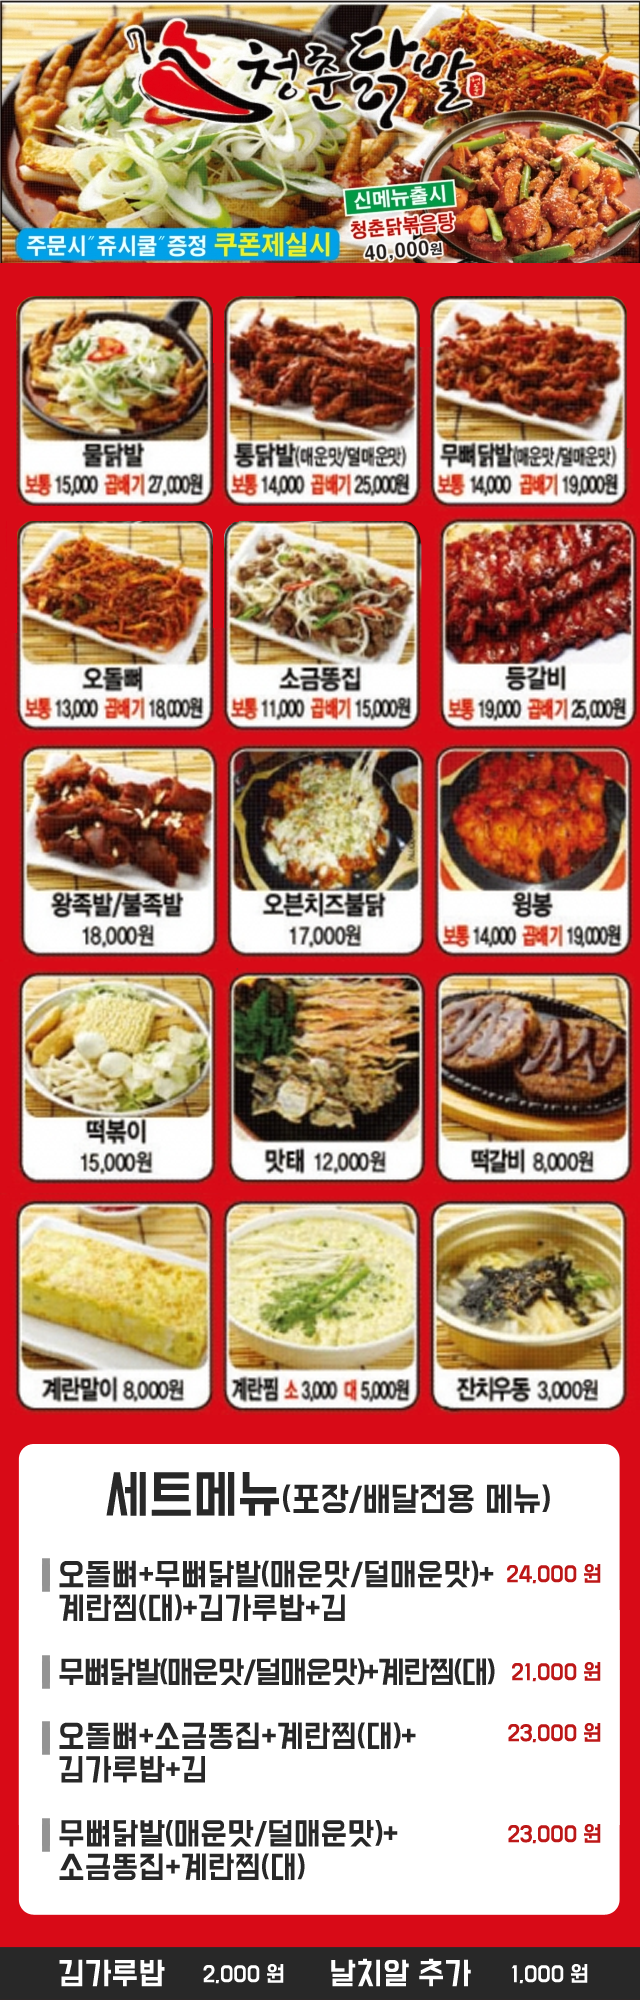 청춘닭발
신메뉴출시
청춘닭볶음탕
40,000원
주문시"쥬시쿨"증정 쿠폰제실시
물닭발
보통 15,000 곱배기 27,000원
통닭발(매운맛/덜매운맛)
보통 14,000 곱배기 25,000원
무뼈닭발(매운맛/덜매운맛)
보통 14,000 곱배기 19,000원
오돌뼈
보통 13,000 곱배기 18,000원
소금똥집
보통 11,000 곱배기 15,000원
등갈비
보통 19,000 곱배기 25,000원
왕족발/불족발
18,000원
오븐치즈불닭
17,000원
윙봉
보통 14,000 곱배기 19,000원
떡볶이
15,000원
맛태 12,000원
떡갈비 8,000원
계란말이 8,000원
계란찜 소 3,000 대 5,000원
잔치우동 3,000원
세트메뉴(포장/배달전용 메뉴)
오돌뼈+무뼈닭발(매운맛/덜매운맛)+ 24,000 원
계란찜(대)+김가루밥+김
무뼈닭발(매운맛/덜매운맛)+계란찜(대) 21,000 원
오돌뼈+소금똥집+계란찜(대)+ 23,000 원
김가루밥+김
무뼈닭발(매운맛/덜매운맛)+ 23,000 원
소금똥집+계란찜(대)
김가루밥 2,000 원 날치알 추가 1,000 원